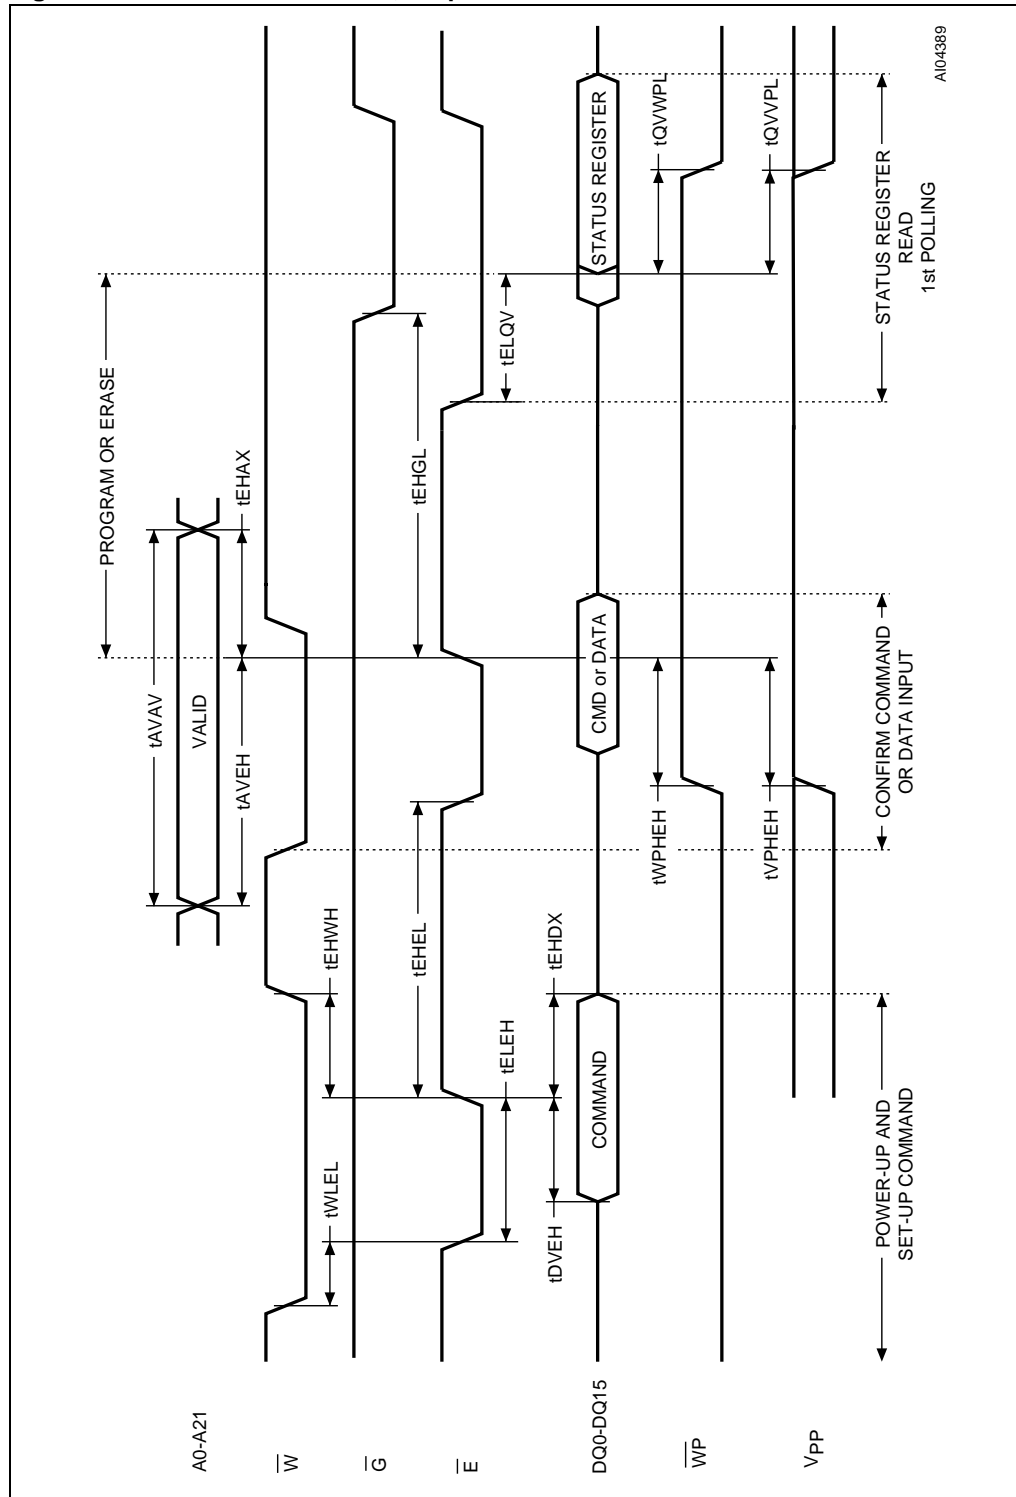 A0-A21
tAVAV
VALID
PROGRAM OR ERASE
tAVEH
tEHAX
W
tWLEL
tEHWH
G
tEHEL
tEHGL
E
tELEH
tELQV
tDVEH
tEHDX
DQ0-DQ15
COMMAND
CMD or DATA
STATUS REGISTER
tWPHEH
tQVWPL
WP
tVPHEH
tQVVPL
VPP
POWER-UP AND
SET-UP COMMAND
CONFIRM COMMAND
OR DATA INPUT
STATUS REGISTER
READ
1st POLLING
AI04389